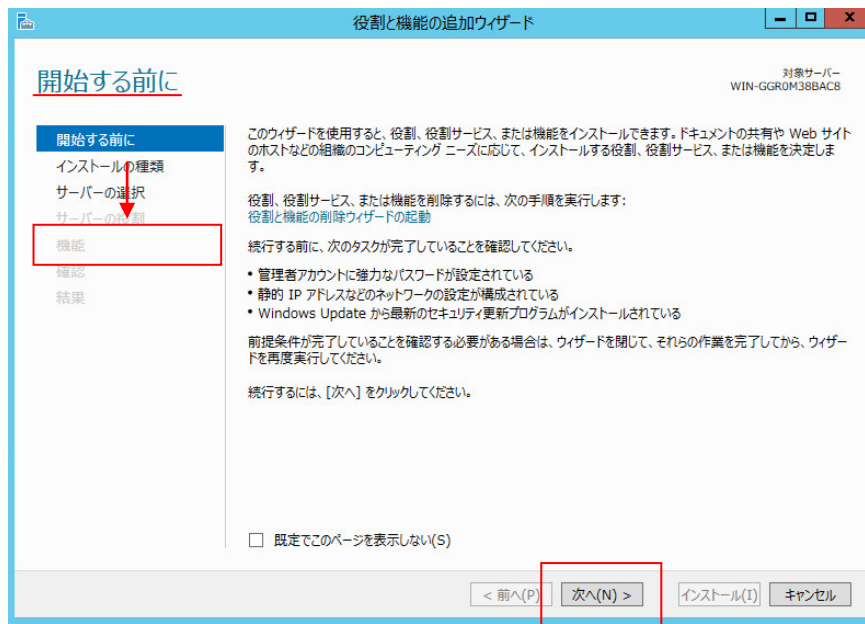 役割と機能の追加ウィザード
開始する前に
対象サーバー
WIN-GGR0M38BAC8
開始する前に
インストールの種類
サーバーの選択
サーバーの役割
機能
確認
結果
このウィザードを使用すると、役割、役割サービス、または機能をインストールできます。ドキュメントの共有や Web サイト
のホストなどの組織のコンピューティング ニーズに応じて、インストールする役割、役割サービス、または機能を決定しま
す。
役割、役割サービス、または機能を削除するには、次の手順を実行します:
役割と機能の削除ウィザードの起動
続行する前に、次のタスクが完了していることを確認してください。
• 管理者アカウントに強力なパスワードが設定されている
• 静的 IP アドレスなどのネットワークの設定が構成されている
• Windows Update から最新のセキュリティ更新プログラムがインストールされている
前提条件が完了していることを確認する必要がある場合は、ウィザードを閉じて、それらの作業を完了してから、ウィザー
ドを再度実行してください。
続行するには、[次へ] をクリックしてください。
既定でこのページを表示しない(S)
< 前へ(P)
次へ(N) >
インストール(I)
キャンセル